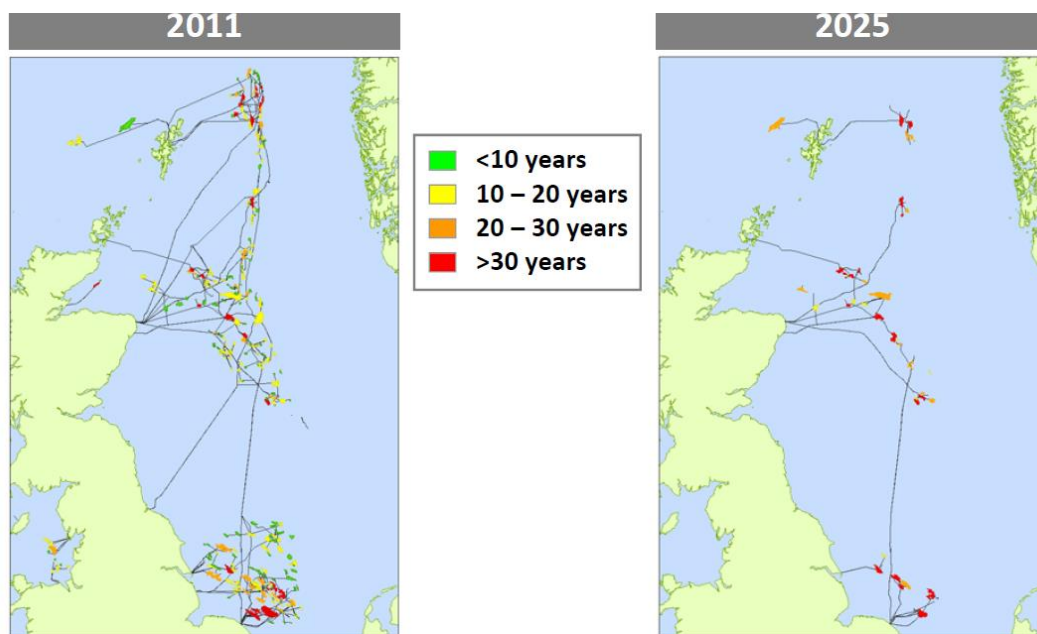 2011
2025
<10 years
10 – 20 years
20 – 30 years
>30 years